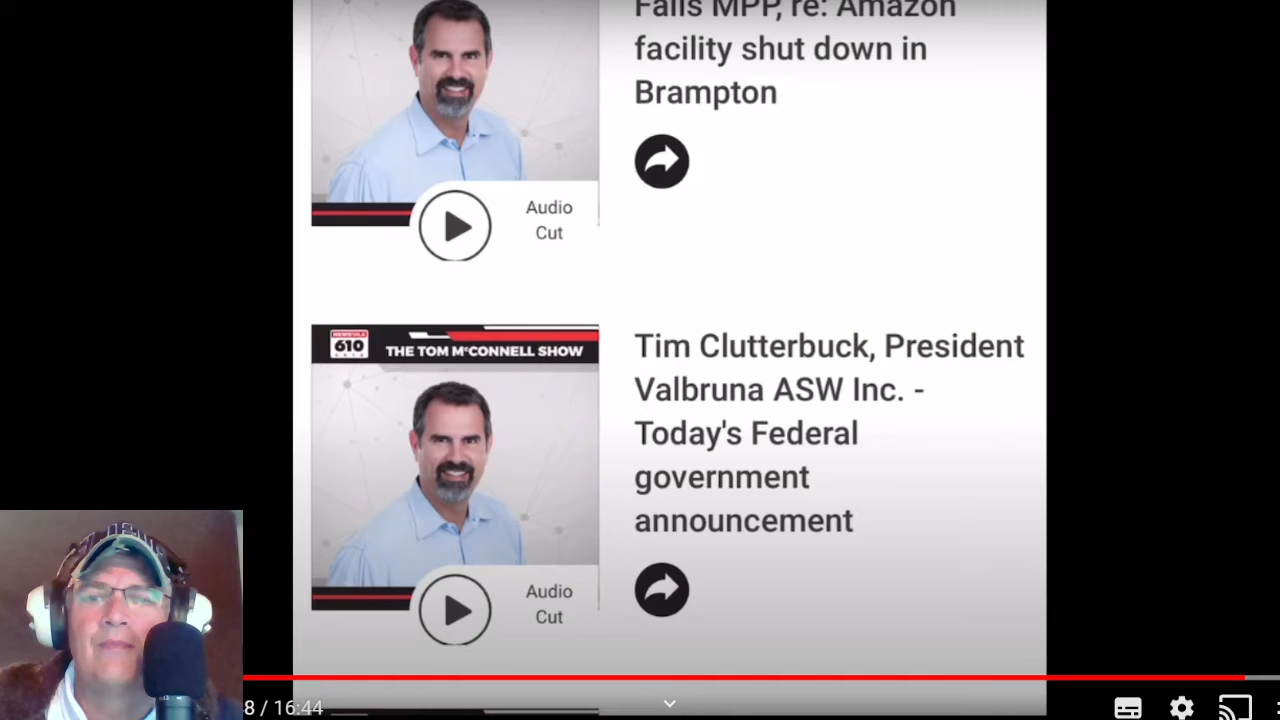 Falls MPP, re: Amazon
facility shut down in
Brampton
Audio
Cut
NEWSTALK
610
THE TOM McCONNELL SHOW
Tim Clutterbuck, President
Valbruna ASW Inc. -
Today's Federal
government
announcement
Audio
Cut
8 / 16:44